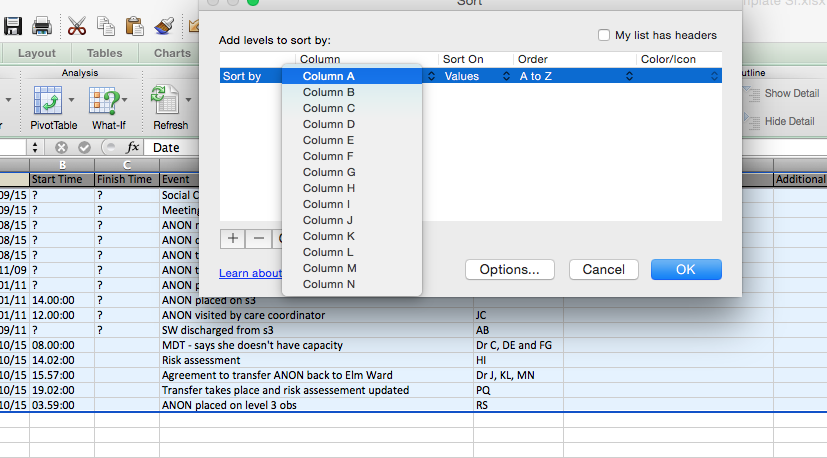 Sort
nplate SI.xlsx
Layout Tables Charts
Add levels to sort by:
My list has headers
Analysis
Column Sort On Order Color/Icon
Sort by Column A Values A to Z
Column B
Column C
Column D
Column E
Column F
Column G
Column H
Column I
Column J
Column K
Column L
Column M
Column N
PivotTable What-If Refresh
utline
Show Detail
Hide Detail
fx Date
+ −
Learn about
Options... Cancel OK
B C
Start Time Finish Time Event Additional
09/15 ? ? Social C
09/15 ? ? Meeting
08/15 ? ? ANON
08/15 ? ? ANON
08/15 ? ? ANON t
11/09 ? ? ANON t
01/11 ? ? ANON p
01/11 14.00:00 ANON placed on s3
01/11 12.00:00 ? ANON visited by care coordinator JC
09/11 ? ? SW discharged from s3 AB
10/15 08.00:00 MDT - says she doesn't have capacity Dr C, DE and FG
10/15 14.02:00 Risk assessment HI
10/15 15.57:00 Agreement to transfer ANON back to Elm Ward Dr J, KL, MN
10/15 19.02:00 Transfer takes place and risk assessement updated PQ
10/15 03.59:00 ANON placed on level 3 obs RS